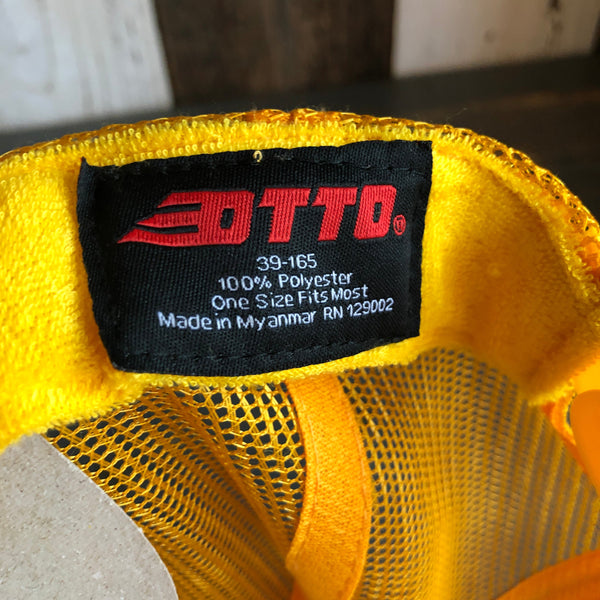 OTTO®
39-165
100% Polyester
One Size Fits Most
Made in Myanmar RN 129002